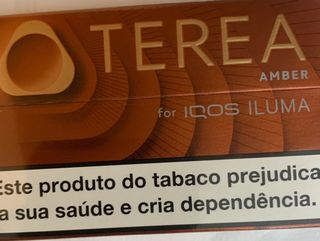 TEREA
AMBER
for IQOS ILUMA
Este produto do tabaco prejudica
a sua saúde e cria dependência.